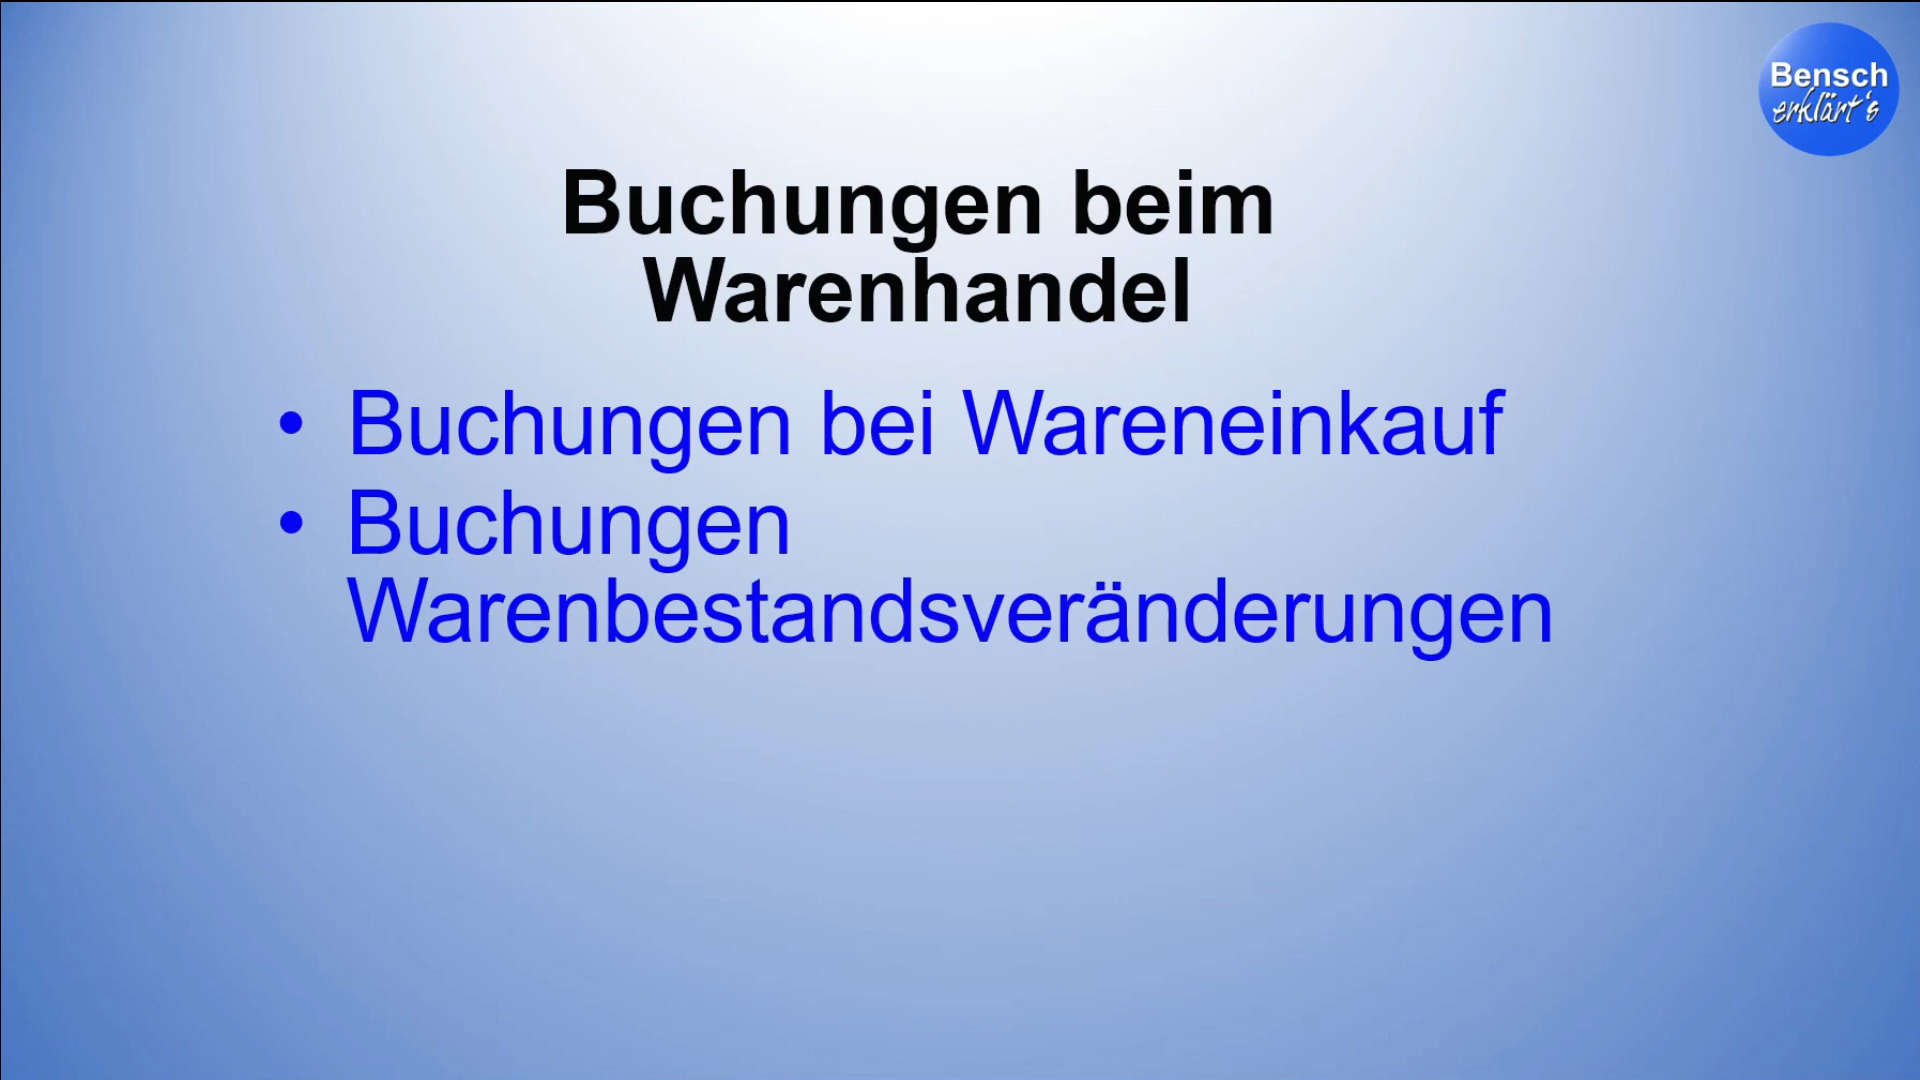 Bensch
erklärt's
Buchungen beim
Warenhandel
• Buchungen bei Wareneinkauf
• Buchungen
Warenbestandsveränderungen